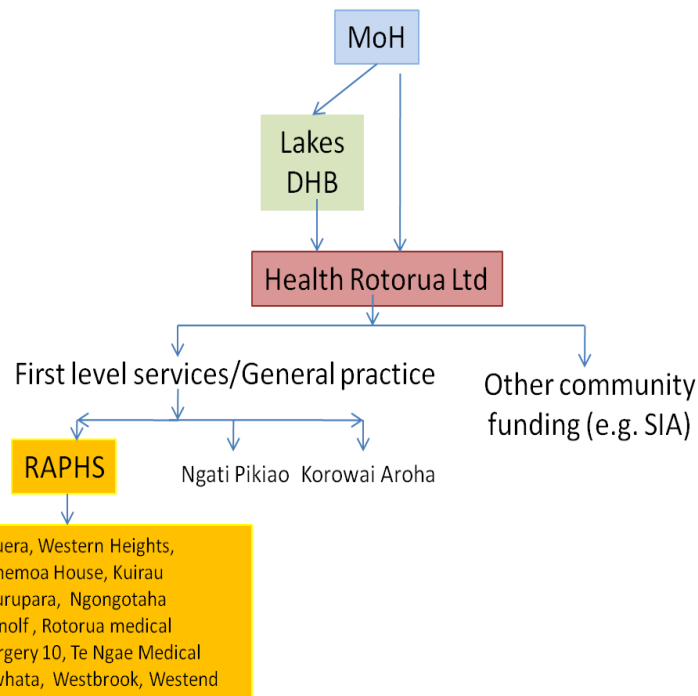 MoH
Lakes
DHB
Health Rotorua Ltd
First level services/General practice
Other community
funding (e.g. SIA)
RAPHS
Ngati Pikiao
Korowai Aroha
Western Heights,
House, Kuirau
Ngongotaha
Rotorua medical
10, Te Ngae Medical
Westbrook, Westend